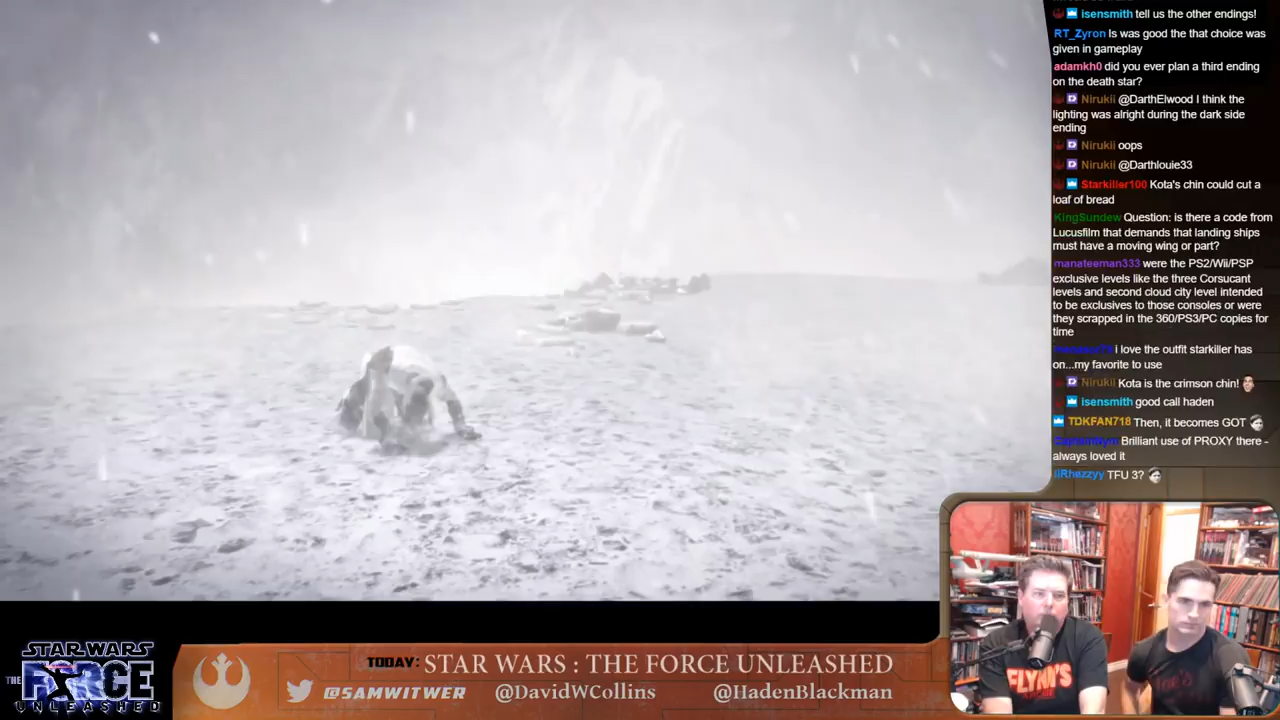 isensmith tell us the other endings!
RT_Zyron Is was good the that choice was
given in gameplay
adamkh0 did you ever plan a third ending
on the death star?
Nirukii @DarthElwood I think the
lighting was alright during the dark side
ending
Nirukii oops
Nirukii @Darthlouie33
Starkiller100 Kota's chin could cut a
loaf of bread
KingSundew Question: is there a code from
Lucusfilm that demands that landing ships
must have a moving wing or part?
manateeman333 were the PS2/Wii/PSP
exclusive levels like the three Corsucant
levels and second cloud city level intended
to be exclusives to those consoles or were
they scrapped in the 360/PS3/PC copies for
time
i love the outfit starkiller has
on...my favorite to use
Nirukii Kota is the crimson chin!
isensmith good call haden
TDKFAN718 Then, it becomes GOT
Brilliant use of PROXY there -
always loved it
llRhezzyy TFU 3?
FLYNN'S
STAR WARS
THE FORCE
UNLEASHED
TODAY: STAR WARS : THE FORCE UNLEASHED
@SAMWITWER @DavidWCollins @HadenBlackman